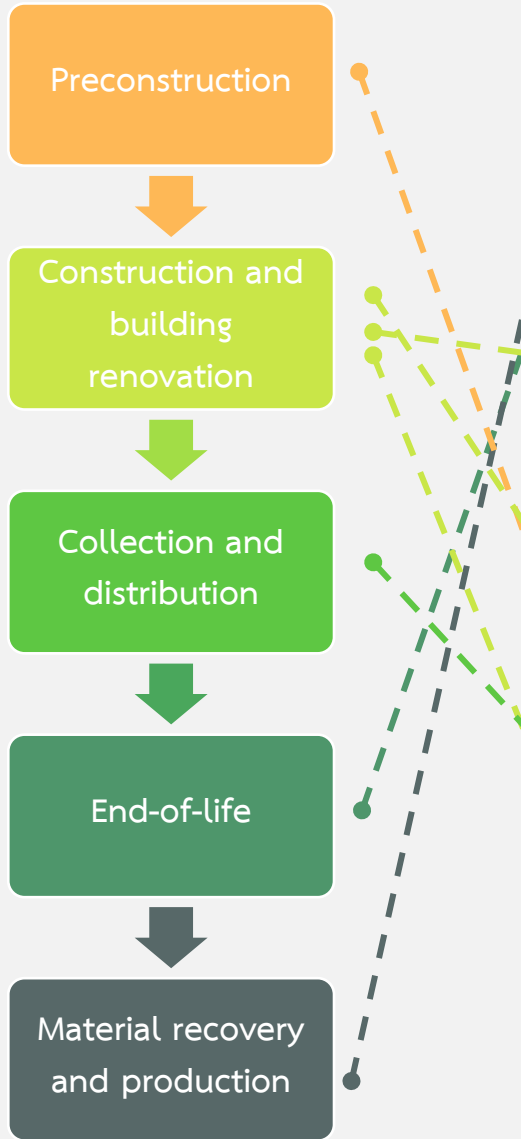 Preconstruction
Construction and
building
renovation
Collection and
distribution
End-of-life
Material recovery
and production